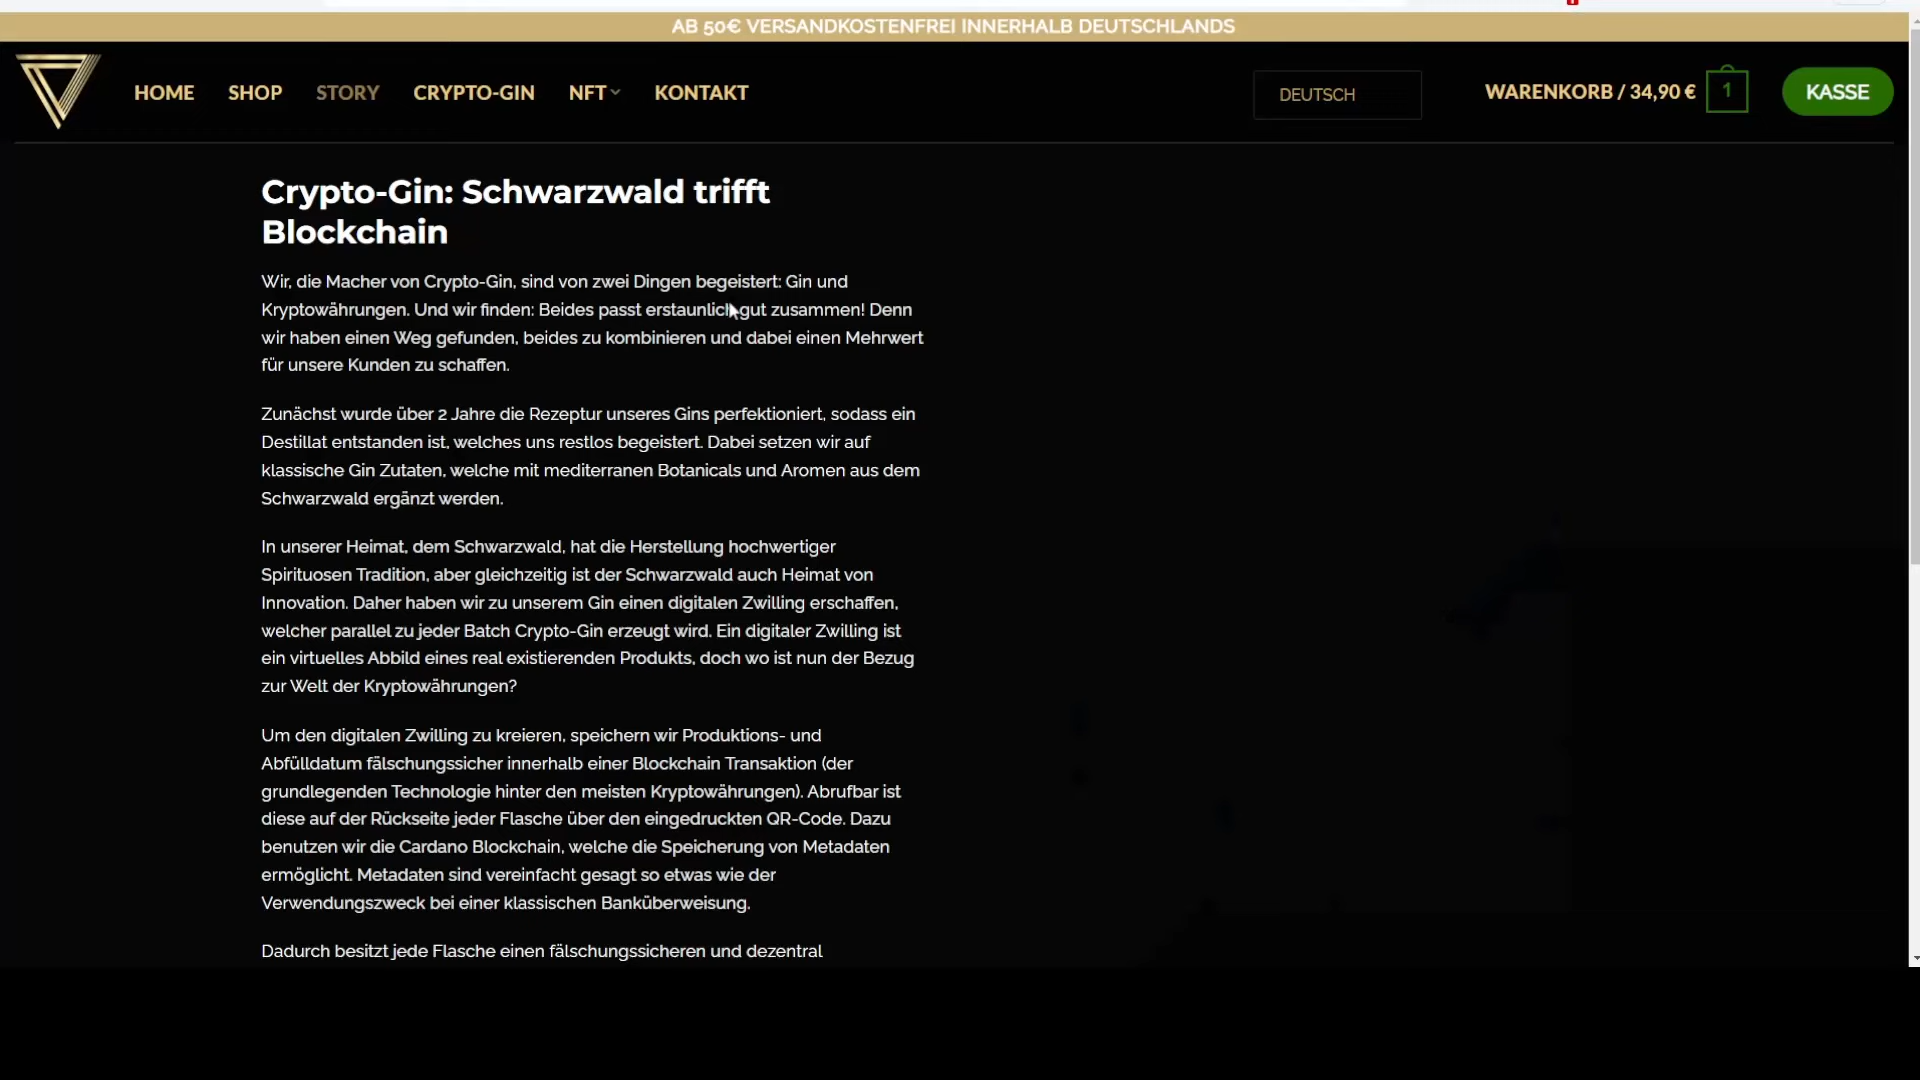 AB 50€ VERSANDKOSTENFREI INNERHALB DEUTSCHLANDS
HOME SHOP STORY CRYPTO-GIN NFT KONTAKT DEUTSCH WARENKORB / 34,90 € 1 KASSE
Crypto-Gin: Schwarzwald trifft
Blockchain
Wir, die Macher von Crypto-Gin, sind von zwei Dingen begeistert: Gin und
Kryptowährungen. Und wir finden: Beides passt erstaunlich gut zusammen! Denn
wir haben einen Weg gefunden, beides zu kombinieren und dabei einen Mehrwert
für unsere Kunden zu schaffen.
Zunächst wurde über 2 Jahre die Rezeptur unseres Gins perfektioniert, sodass ein
Destillat entstanden ist, welches uns restlos begeistert. Dabei setzen wir auf
klassische Gin Zutaten, welche mit mediterranen Botanicals und Aromen aus dem
Schwarzwald ergänzt werden.
In unserer Heimat, dem Schwarzwald, hat die Herstellung hochwertiger
Spirituosen Tradition, aber gleichzeitig ist der Schwarzwald auch Heimat von
Innovation. Daher haben wir zu unserem Gin einen digitalen Zwilling erschaffen,
welcher parallel zu jeder Batch Crypto-Gin erzeugt wird. Ein digitaler Zwilling ist
ein virtuelles Abbild eines real existierenden Produkts, doch wo ist nun der Bezug
zur Welt der Kryptowährungen?
Um den digitalen Zwilling zu kreieren, speichern wir Produktions- und
Abfülldatum fälschungssicher innerhalb einer Blockchain Transaktion (der
grundlegenden Technologie hinter den meisten Kryptowährungen). Abrufbar ist
diese auf der Rückseite jeder Flasche über den eingedruckten QR-Code. Dazu
benutzen wir die Cardano Blockchain, welche die Speicherung von Metadaten
ermöglicht. Metadaten sind vereinfacht gesagt so etwas wie der
Verwendungszweck bei einer klassischen Banküberweisung.
Dadurch besitzt jede Flasche einen fälschungssicheren und dezentral